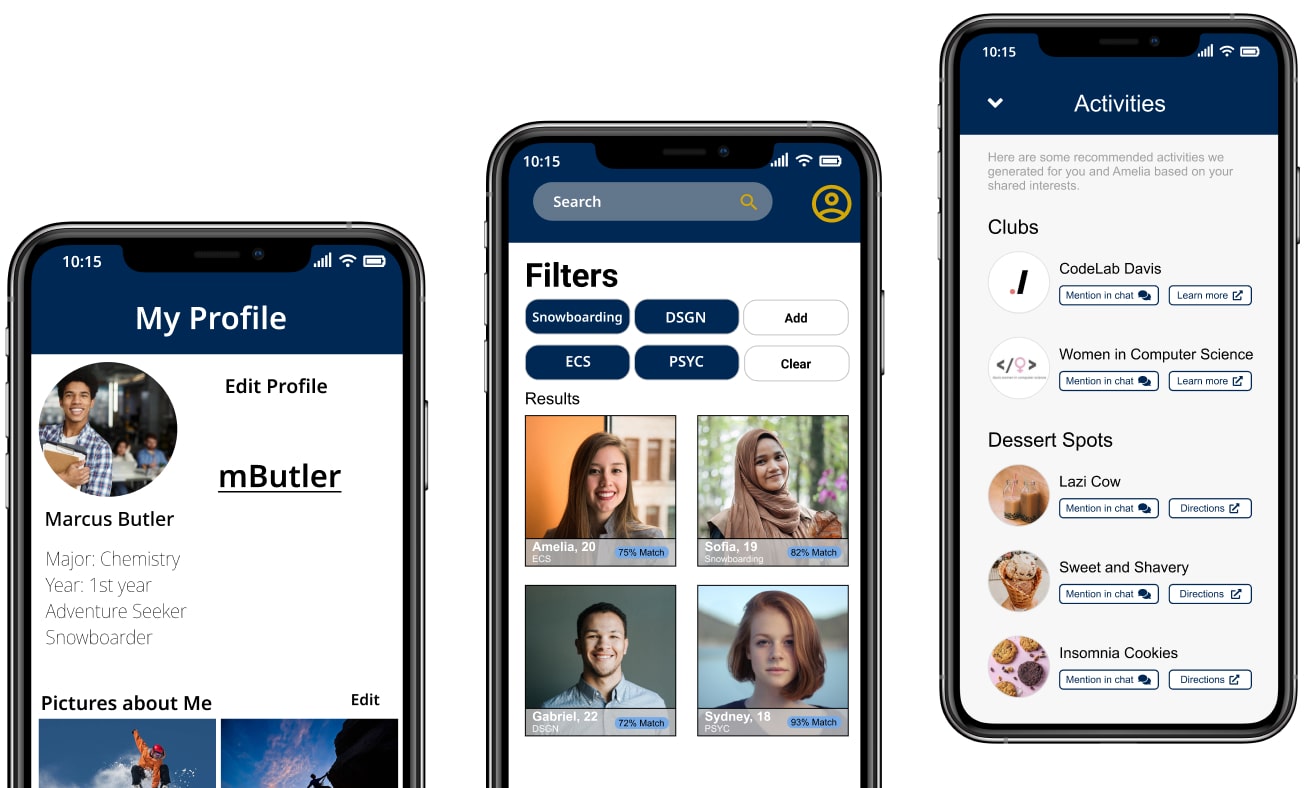 10:15
My Profile
Edit Profile
mButler
Marcus Butler
Major: Chemistry
Year: 1st year
Adventure Seeker
Snowboarder
Pictures about Me
Edit
10:15
Search
Filters
Snowboarding
DSGN
Add
ECS
PSYC
Clear
Results
Amelia, 20
ECS
75% Match
Sofia, 19
Snowboarding
82% Match
Gabriel, 22
DSGN
72% Match
Sydney, 18
PSYC
93% Match
10:15
Activities
Here are some recommended activities we
generated for you and Amelia based on your
shared interests.
Clubs
CodeLab Davis
Mention in chat
Learn more
Women in Computer Science
Mention in chat
Learn more
Dessert Spots
Lazi Cow
Mention in chat
Directions
Sweet and Shavery
Mention in chat
Directions
Insomnia Cookies
Mention in chat
Directions